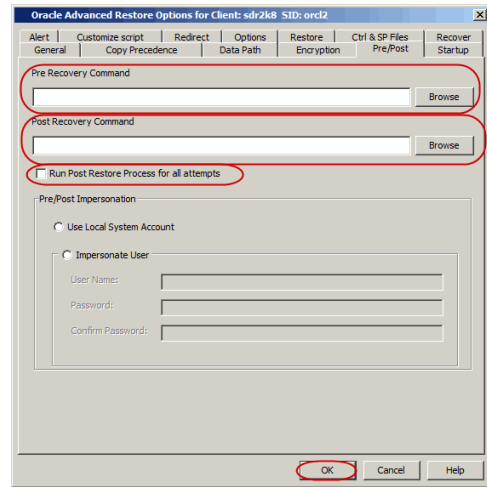 Oracle Advanced Restore Options for Client: sdr2k8 SID: orcl2
Alert Customize script Redirect Options Restore Ctrl & SP Files Recover
General Copy Precedence Data Path Encryption Pre/Post Startup
Pre Recovery Command
Browse
Post Recovery Command
Browse
Run Post Restore Process for all attempts
Pre/Post Impersonation
Use Local System Account
Impersonate User
User Name:
Password:
Confirm Password:
OK Cancel Help